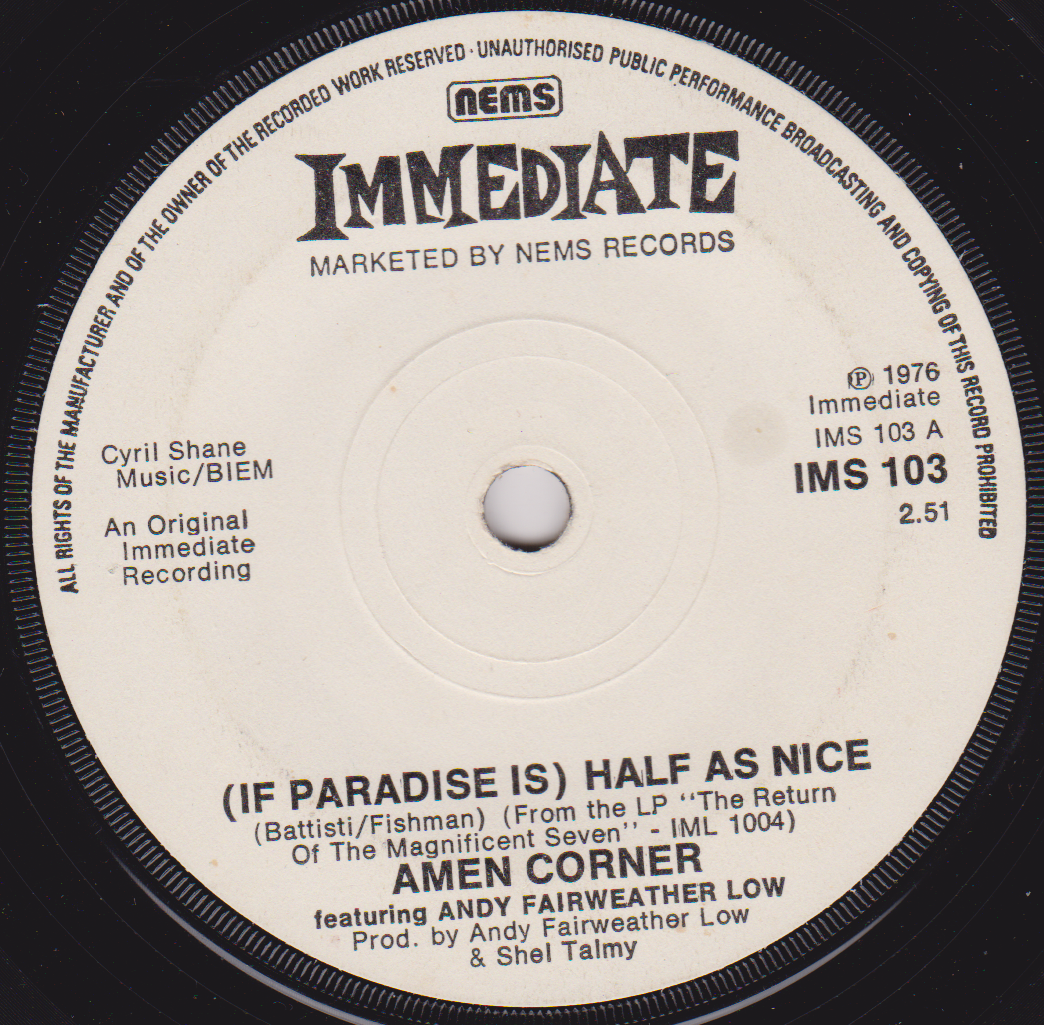 ALL RIGHTS OF THE MANUFACTURER AND OF THE OWNER OF THE RECORDED WORK RESERVED · UNAUTHORISED PUBLIC PERFORMANCE BROADCASTING AND COPYING OF THIS RECORD PROHIBITED
nems
IMMEDIATE
MARKETED BY NEMS RECORDS
Ⓟ 1976
Immediate
IMS 103 A
IMS 103
2.51
Cyril Shane
Music/BIEM
An Original
Immediate
Recording
(IF PARADISE IS) HALF AS NICE
(Battisti/Fishman) (From the LP "The Return
Of The Magnificent Seven" - IML 1004)
AMEN CORNER
featuring ANDY FAIRWEATHER LOW
Prod. by Andy Fairweather Low
& Shel Talmy